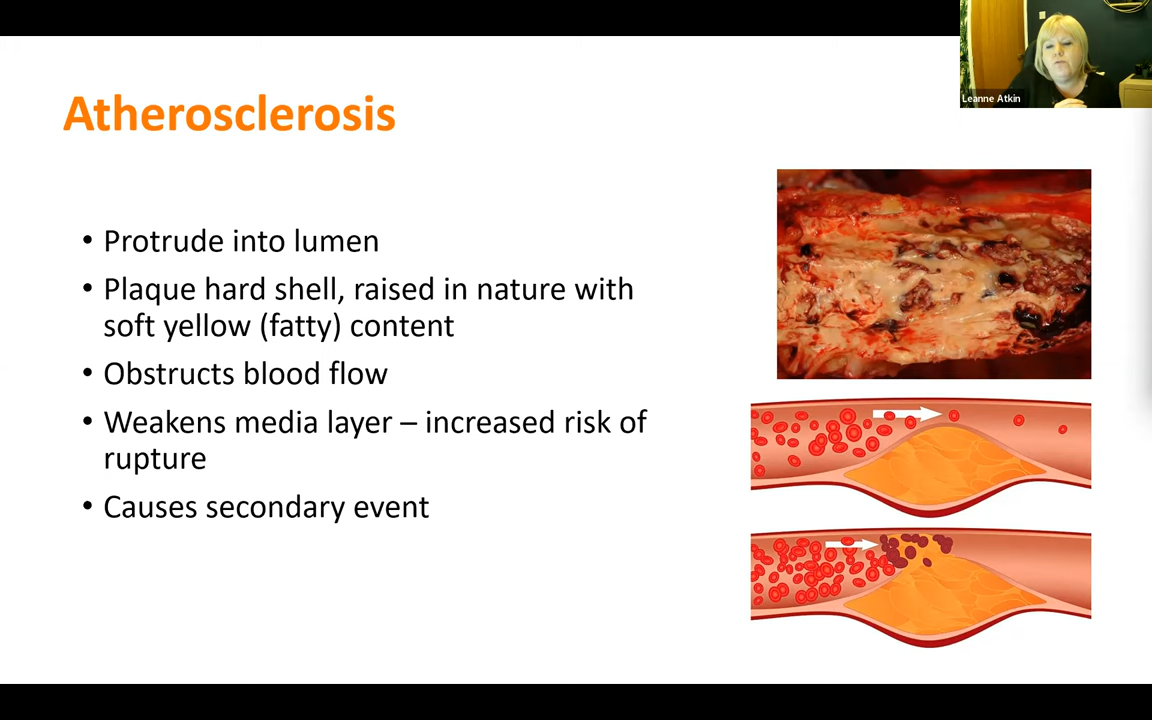 Leanne Atkin
Atherosclerosis
• Protrude into lumen
• Plaque hard shell, raised in nature with
soft yellow (fatty) content
• Obstructs blood flow
• Weakens media layer – increased risk of
rupture
• Causes secondary event